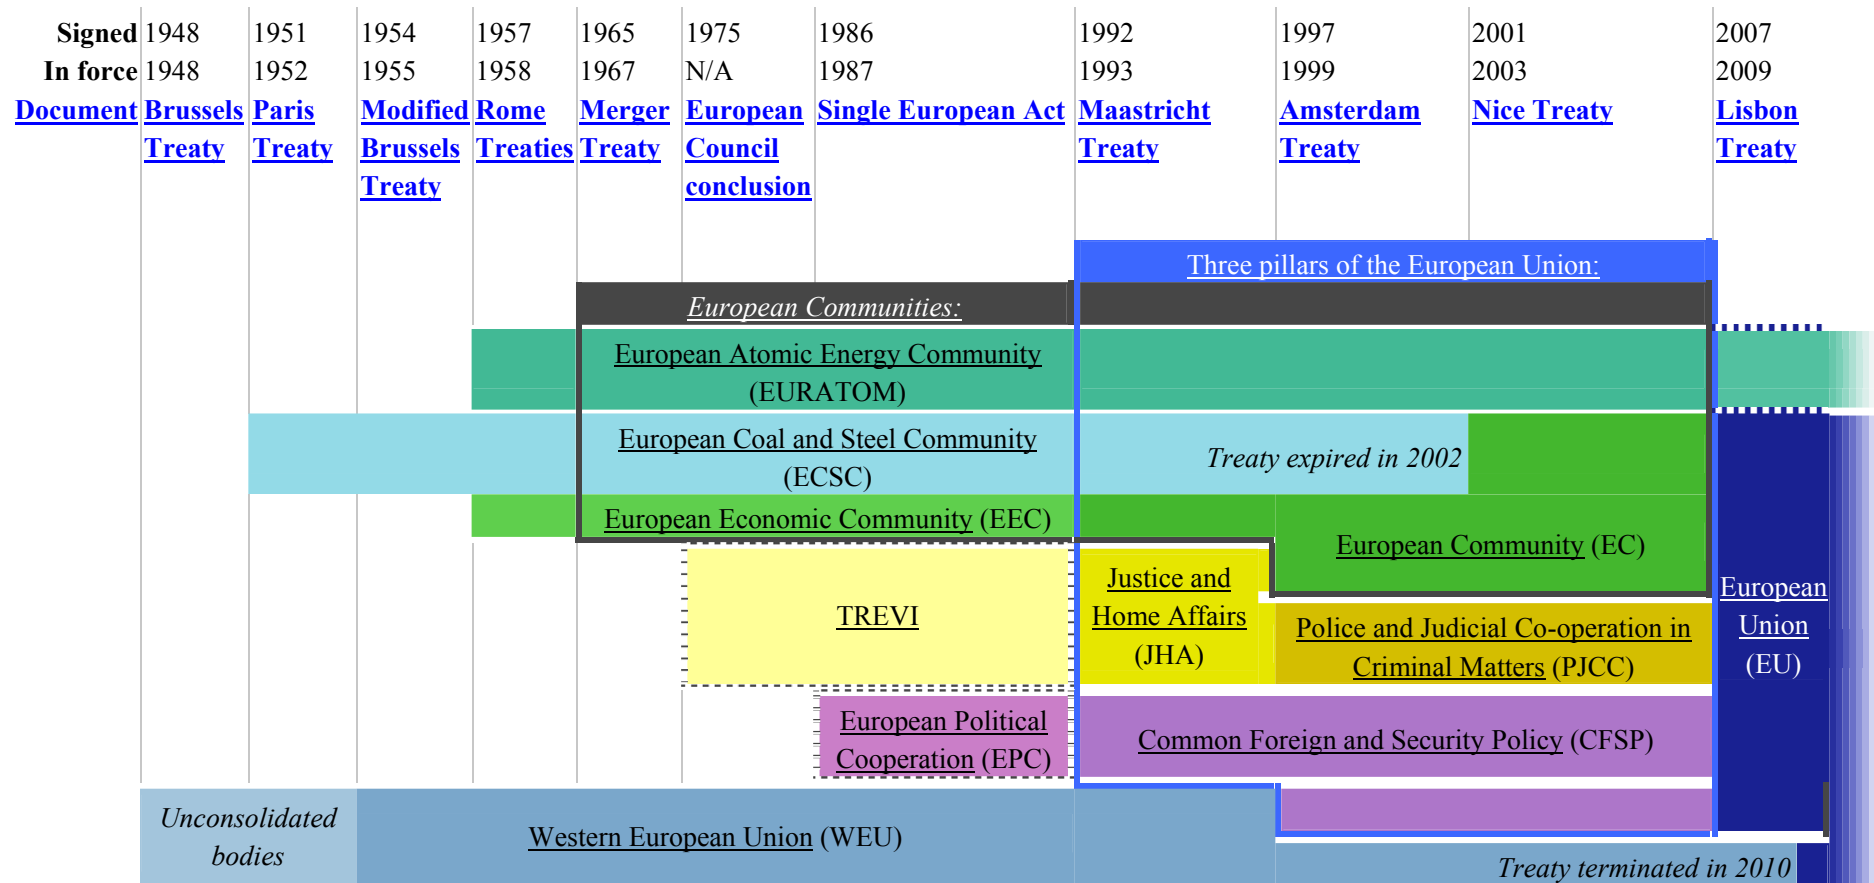 Signed 1948 1951 1954 1957 1965 1975 1986 1992 1997 2001 2007
In force 1948 1952 1955 1958 1967 N/A 1987 1993 1999 2003 2009
Document Brussels Paris Modified Rome Merger European Single European Act Maastricht Amsterdam Nice Treaty Lisbon
Treaty Treaty Brussels Treaties Treaty Council Treaty Treaty Treaty
Treaty conclusion
Three pillars of the European Union:
European Communities:
European Atomic Energy Community
(EURATOM)
European Coal and Steel Community
(ECSC)
Treaty expired in 2002
European Economic Community (EEC)
European Community (EC)
TREVI
Justice and
Home Affairs
(JHA)
Police and Judicial Co-operation in
Criminal Matters (PJCC)
European
Union
(EU)
European Political
Cooperation (EPC)
Common Foreign and Security Policy (CFSP)
Unconsolidated
bodies
Western European Union (WEU)
Treaty terminated in 2010